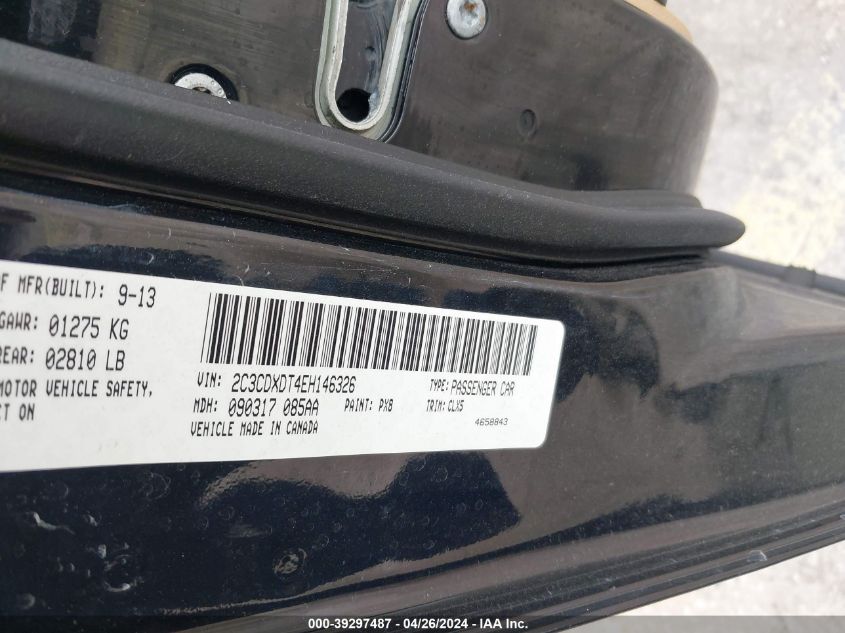 F MFR(BUILT): 9-13
GAWR: 01275 KG
REAR: 02810 LB
MOTOR VEHICLE SAFETY,
CT ON
VIN: 2C3CDXDT4EH146326 TYPE: PASSENGER CAR
MDH: 090317 085AA PAINT: PX8 TRIM: CLX5
VEHICLE MADE IN CANADA 4658843
000-39297487 - 04/26/2024 - IAA Inc.